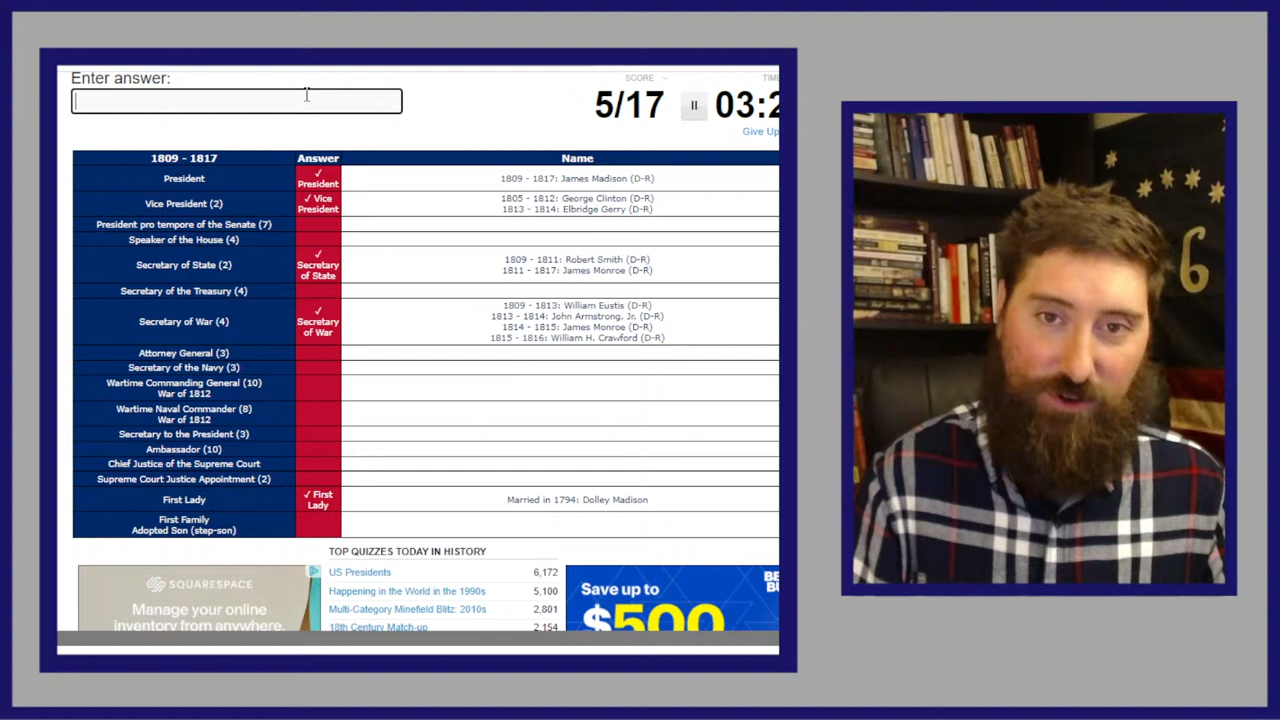 Enter answer:
SCORE
TIM
5/17
03:2
Give Up
1809 - 1817 Answer Name
President ✓ President 1809 - 1817: James Madison (D-R)
Vice President (2) ✓ Vice President 1805 - 1812: George Clinton (D-R)
1813 - 1814: Elbridge Gerry (D-R)
President pro tempore of the Senate (7)
Speaker of the House (4)
Secretary of State (2) ✓ Secretary of State 1809 - 1811: Robert Smith (D-R)
1811 - 1817: James Monroe (D-R)
Secretary of the Treasury (4)
Secretary of War (4) ✓ Secretary of War 1809 - 1813: William Eustis (D-R)
1813 - 1814: John Armstrong, Jr. (D-R)
1814 - 1815: James Monroe (D-R)
1815 - 1816: William H. Crawford (D-R)
Attorney General (3)
Secretary of the Navy (3)
Wartime Commanding General (10)
War of 1812
Wartime Naval Commander (8)
War of 1812
Secretary to the President (3)
Ambassador (10)
Chief Justice of the Supreme Court
Supreme Court Justice Appointment (2)
First Lady ✓ First Lady Married in 1794: Dolley Madison
First Family
Adopted Son (step-son)
TOP QUIZZES TODAY IN HISTORY
US Presidents 6,172
Happening in the World in the 1990s 5,100
Multi-Category Minefield Blitz: 2010s 2,801
18th Century Match-up 2,154
SQUARESPACE
Manage your online
inventory from anywhere.
Save up to
$500
BE
BU
6